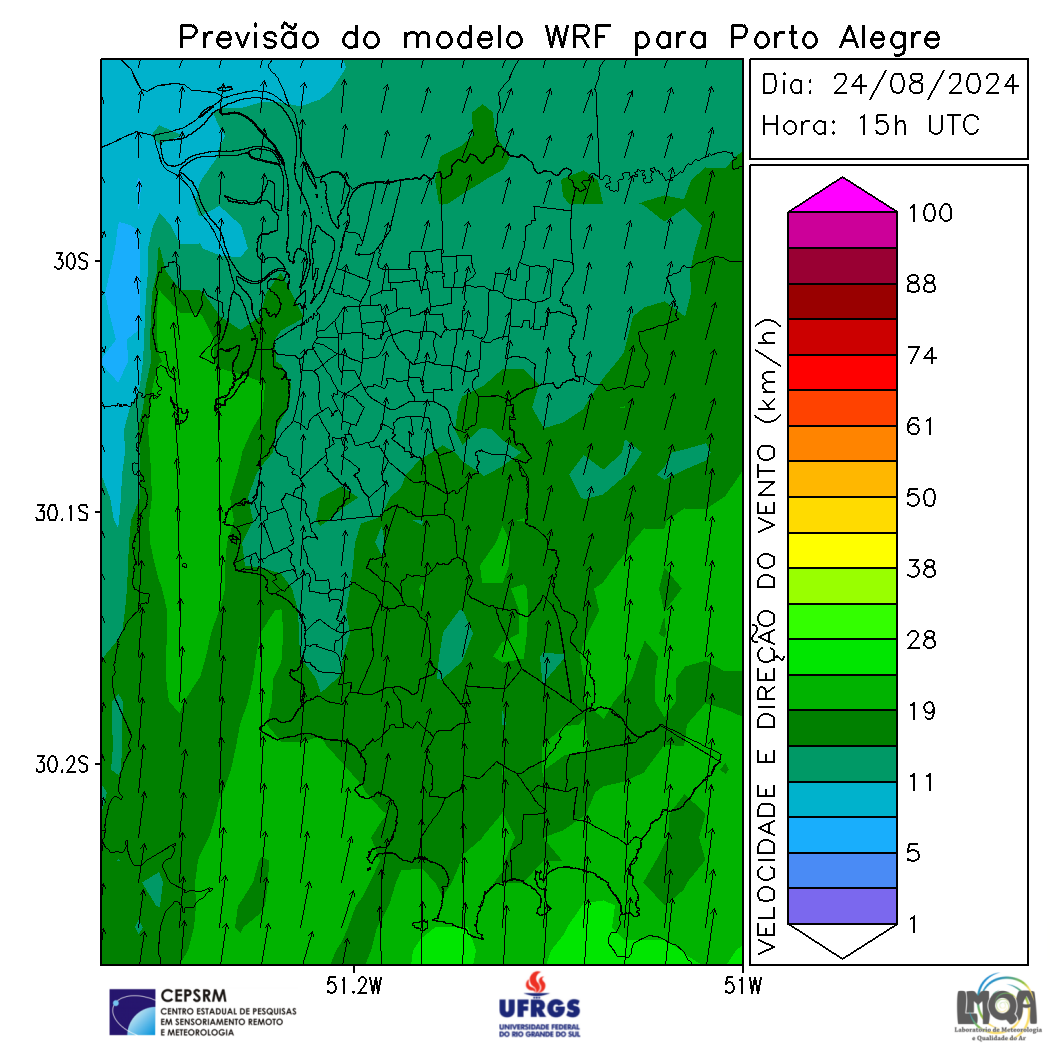 Previsão do modelo WRF para Porto Alegre
Dia: 24/08/2024
Hora: 15h UTC
30S
30.1S
30.2S
51.2W
51W
VELOCIDADE E DIREÇÃO DO VENTO (km/h)
100
88
74
61
50
38
28
19
11
5
1
CEPSRM
CENTRO ESTADUAL DE PESQUISAS
EM SENSORIAMENTO REMOTO
E METEOROLOGIA
UFRGS
UNIVERSIDADE FEDERAL
DO RIO GRANDE DO SUL
LMQA
Laboratório de Meteorologia
e Qualidade do Ar